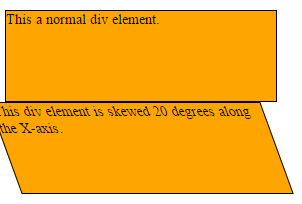 This a normal div element.
This div element is skewed 20 degrees along
the X-axis.